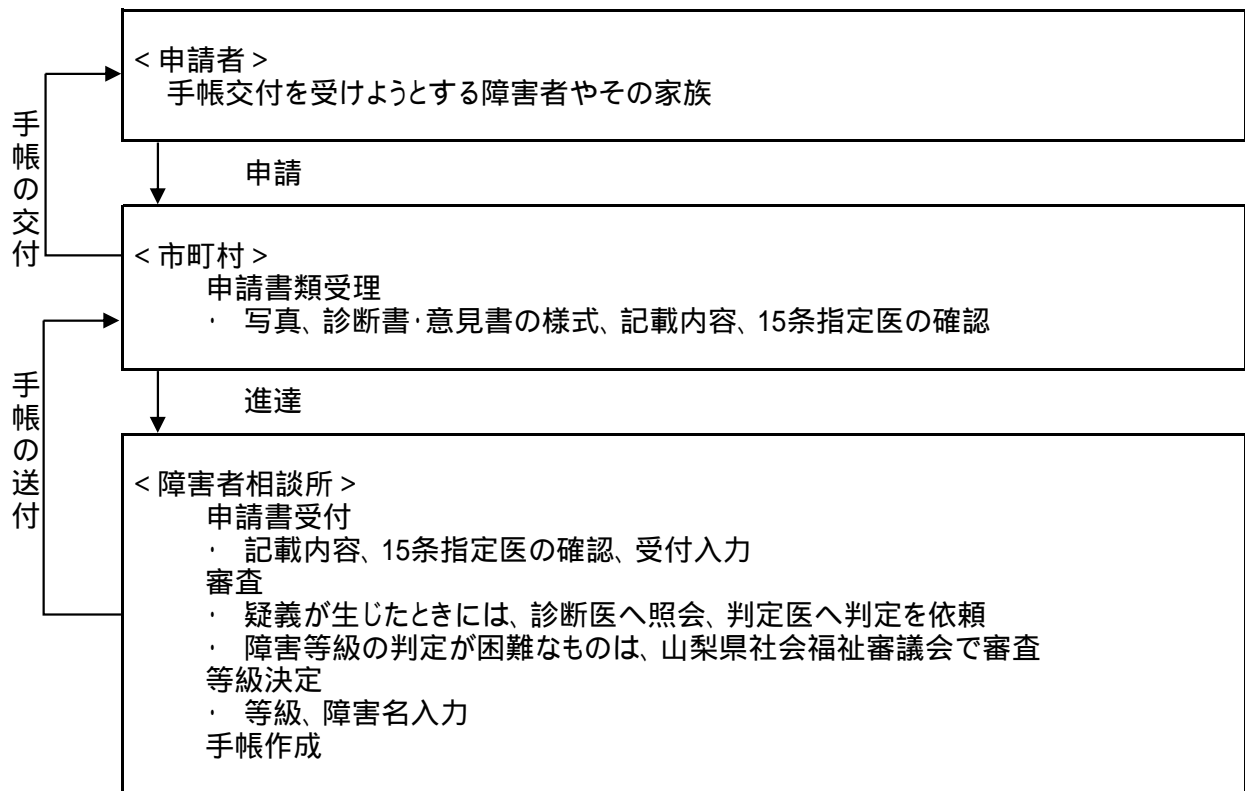 <申請者>
手帳交付を受けようとする障害者やその家族
手帳の交付
申請
<市町村>
申請書類受理
・ 写真、診断書・意見書の様式、記載内容、15条指定医の確認
手帳の送付
進達
<障害者相談所>
申請書受付
・ 記載内容、15条指定医の確認、受付入力
審査
・ 疑義が生じたときには、診断医へ照会、判定医へ判定を依頼
・ 障害等級の判定が困難なものは、山梨県社会福祉審議会で審査
等級決定
・ 等級、障害名入力
手帳作成